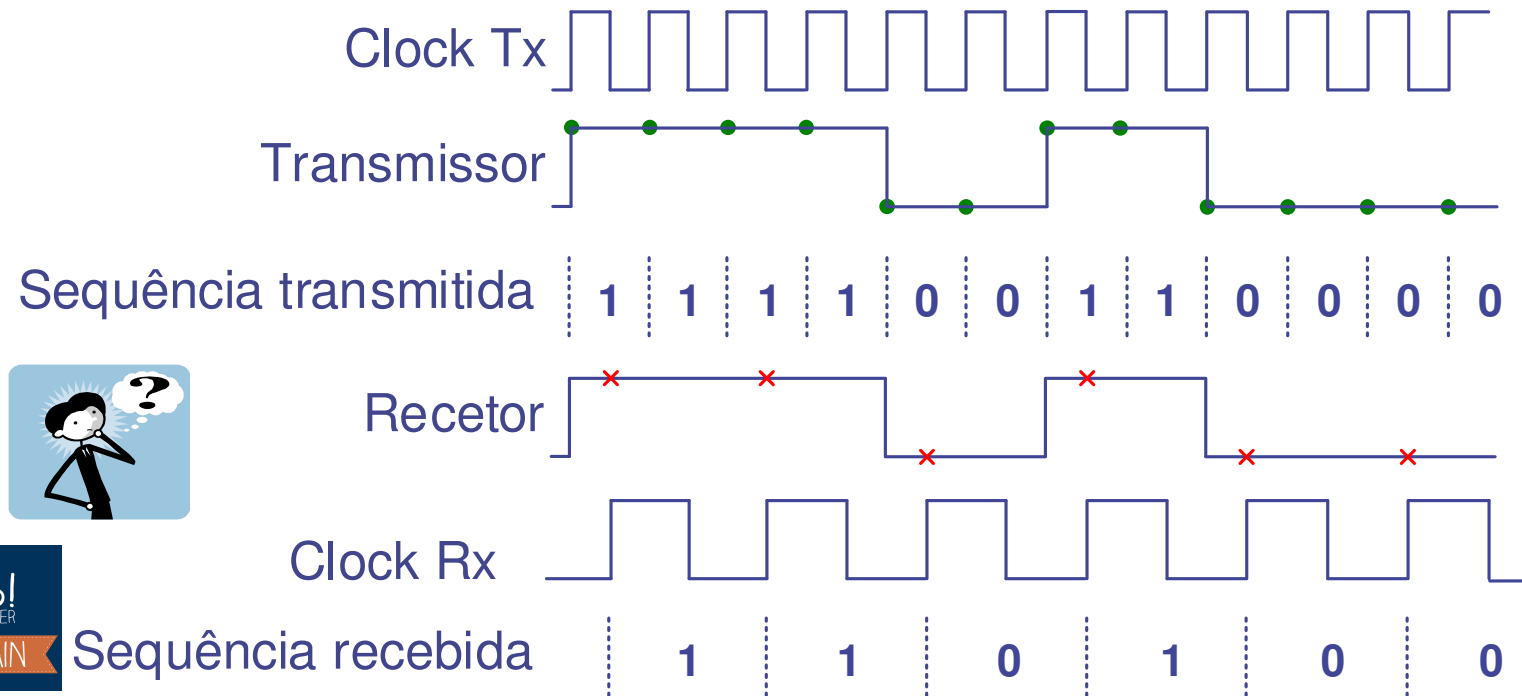 Clock Tx
Transmissor
Sequência transmitida 1 1 1 1 0 0 1 1 0 0 0 0
?
Recetor
Clock Rx
Sequência recebida 1 1 0 1 0 0